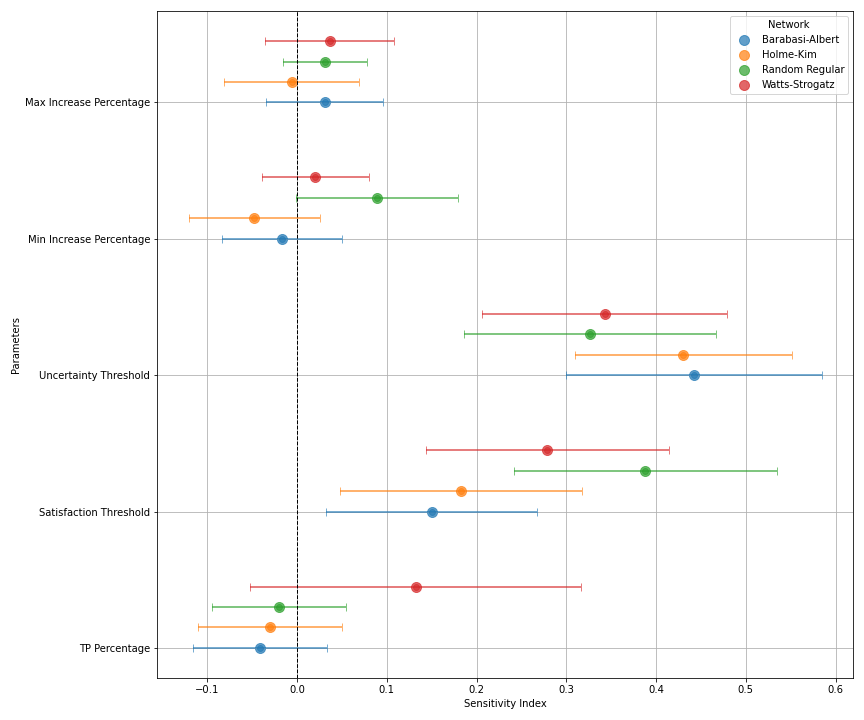 Network
Barabasi-Albert
Holme-Kim
Random Regular
Watts-Strogatz
Max Increase Percentage
Min Increase Percentage
Uncertainty Threshold
Satisfaction Threshold
TP Percentage
Parameters
−0.1 0.0 0.1 0.2 0.3 0.4 0.5 0.6
Sensitivity Index